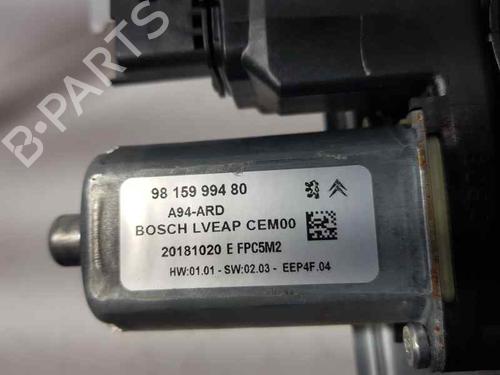 B-PARTS
98 159 994 80
A94-ARD
BOSCH LVEAP CEM00
20181020 E FPC5M2
HW:01.01 - SW:02.03 - EEP4F.04